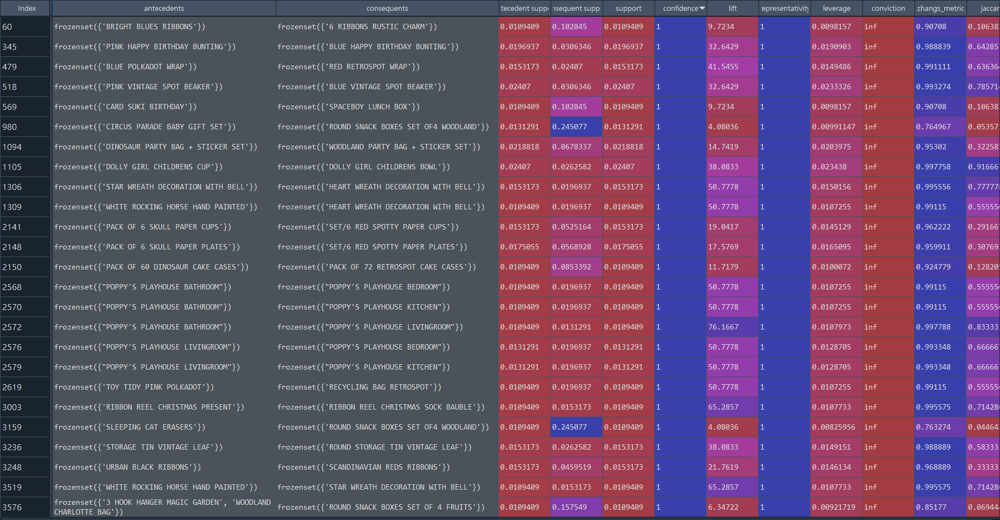 Index antecedents consequents tecedent supp nsequent supp support confidence lift epresentativity leverage conviction zhangs_metric jaccar
60 frozenset({'BRIGHT BLUES RIBBONS'}) frozenset({'6 RIBBONS RUSTIC CHARM'}) 0.0109409 0.102845 0.0109409 1 9.7234 1 0.0098157 inf 0.90708 0.10638
345 frozenset({'PINK HAPPY BIRTHDAY BUNTING'}) frozenset({'BLUE HAPPY BIRTHDAY BUNTING'}) 0.0196937 0.0306346 0.0196937 1 32.6429 1 0.0190903 inf 0.988839 0.64285
479 frozenset({'BLUE POLKADOT WRAP'}) frozenset({'RED RETROSPOT WRAP'}) 0.0153173 0.02407 0.0153173 1 41.5455 1 0.0149486 inf 0.991111 0.63636
518 frozenset({'PINK VINTAGE SPOT BEAKER'}) frozenset({'BLUE VINTAGE SPOT BEAKER'}) 0.02407 0.0306346 0.02407 1 32.6429 1 0.0233326 inf 0.993274 0.78571
569 frozenset({'CARD SUKI BIRTHDAY'}) frozenset({'SPACEBOY LUNCH BOX'}) 0.0109409 0.102845 0.0109409 1 9.7234 1 0.0098157 inf 0.90708 0.10638
980 frozenset({'CIRCUS PARADE BABY GIFT SET'}) frozenset({'ROUND SNACK BOXES SET OF4 WOODLAND'}) 0.0131291 0.245077 0.0131291 1 4.08036 1 0.00991147 inf 0.764967 0.05357
1094 frozenset({'DINOSAUR PARTY BAG + STICKER SET'}) frozenset({'WOODLAND PARTY BAG + STICKER SET'}) 0.0218818 0.0678337 0.0218818 1 14.7419 1 0.0203975 inf 0.95302 0.32258
1105 frozenset({'DOLLY GIRL CHILDRENS CUP'}) frozenset({'DOLLY GIRL CHILDRENS BOWL'}) 0.02407 0.0262582 0.02407 1 38.0833 1 0.023438 inf 0.997758 0.91666
1306 frozenset({'STAR WREATH DECORATION WITH BELL'}) frozenset({'HEART WREATH DECORATION WITH BELL'}) 0.0153173 0.0196937 0.0153173 1 50.7778 1 0.0150156 inf 0.995556 0.77777
1309 frozenset({'WHITE ROCKING HORSE HAND PAINTED'}) frozenset({'HEART WREATH DECORATION WITH BELL'}) 0.0109409 0.0196937 0.0109409 1 50.7778 1 0.0107255 inf 0.99115 0.55555
2141 frozenset({'PACK OF 6 SKULL PAPER CUPS'}) frozenset({'SET/6 RED SPOTTY PAPER CUPS'}) 0.0153173 0.0525164 0.0153173 1 19.0417 1 0.0145129 inf 0.962222 0.29166
2148 frozenset({'PACK OF 6 SKULL PAPER PLATES'}) frozenset({'SET/6 RED SPOTTY PAPER PLATES'}) 0.0175055 0.0568928 0.0175055 1 17.5769 1 0.0165095 inf 0.959911 0.30769
2150 frozenset({'PACK OF 60 DINOSAUR CAKE CASES'}) frozenset({'PACK OF 72 RETROSPOT CAKE CASES'}) 0.0109409 0.0853392 0.0109409 1 11.7179 1 0.0100072 inf 0.924779 0.12820
2568 frozenset({"POPPY'S PLAYHOUSE BATHROOM"}) frozenset({"POPPY'S PLAYHOUSE BEDROOM"}) 0.0109409 0.0196937 0.0109409 1 50.7778 1 0.0107255 inf 0.99115 0.55555
2570 frozenset({"POPPY'S PLAYHOUSE BATHROOM"}) frozenset({"POPPY'S PLAYHOUSE KITCHEN"}) 0.0109409 0.0196937 0.0109409 1 50.7778 1 0.0107255 inf 0.99115 0.55555
2572 frozenset({"POPPY'S PLAYHOUSE BATHROOM"}) frozenset({"POPPY'S PLAYHOUSE LIVINGROOM"}) 0.0109409 0.0131291 0.0109409 1 76.1667 1 0.0107973 inf 0.997788 0.83333
2576 frozenset({"POPPY'S PLAYHOUSE LIVINGROOM"}) frozenset({"POPPY'S PLAYHOUSE BEDROOM"}) 0.0131291 0.0196937 0.0131291 1 50.7778 1 0.0128705 inf 0.993348 0.66666
2579 frozenset({"POPPY'S PLAYHOUSE LIVINGROOM"}) frozenset({"POPPY'S PLAYHOUSE KITCHEN"}) 0.0131291 0.0196937 0.0131291 1 50.7778 1 0.0128705 inf 0.993348 0.66666
2619 frozenset({'TOY TIDY PINK POLKADOT'}) frozenset({'RECYCLING BAG RETROSPOT'}) 0.0109409 0.0196937 0.0109409 1 50.7778 1 0.0107255 inf 0.99115 0.55555
3003 frozenset({'RIBBON REEL CHRISTMAS PRESENT'}) frozenset({'RIBBON REEL CHRISTMAS SOCK BAUBLE'}) 0.0109409 0.0153173 0.0109409 1 65.2857 1 0.0107733 inf 0.995575 0.71428
3159 frozenset({'SLEEPING CAT ERASERS'}) frozenset({'ROUND SNACK BOXES SET OF4 WOODLAND'}) 0.0109409 0.245077 0.0109409 1 4.08036 1 0.00825956 inf 0.763274 0.04464
3236 frozenset({'STORAGE TIN VINTAGE LEAF'}) frozenset({'ROUND STORAGE TIN VINTAGE LEAF'}) 0.0153173 0.0262582 0.0153173 1 38.0833 1 0.0149151 inf 0.988889 0.58333
3248 frozenset({'URBAN BLACK RIBBONS'}) frozenset({'SCANDINAVIAN REDS RIBBONS'}) 0.0153173 0.0459519 0.0153173 1 21.7619 1 0.0146134 inf 0.968889 0.33333
3519 frozenset({'WHITE ROCKING HORSE HAND PAINTED'}) frozenset({'STAR WREATH DECORATION WITH BELL'}) 0.0109409 0.0153173 0.0109409 1 65.2857 1 0.0107733 inf 0.995575 0.71428
3576 frozenset({'3 HOOK HANGER MAGIC GARDEN', 'WOODLAND
CHARLOTTE BAG'}) frozenset({'ROUND SNACK BOXES SET OF 4 FRUITS'}) 0.0109409 0.157549 0.0109409 1 6.34722 1 0.00921719 inf 0.85177 0.06944